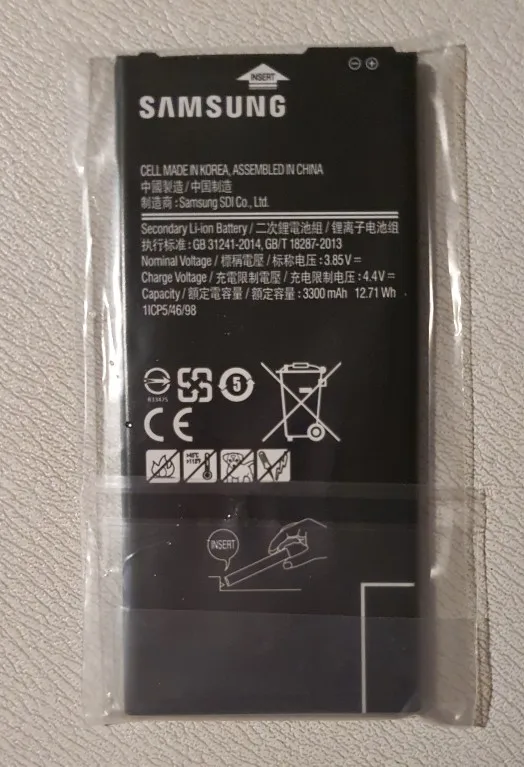 INSERT
SAMSUNG
CELL MADE IN KOREA, ASSEMBLED IN CHINA
中國製造 / 中国制造
制造商 : Samsung SDI Co., Ltd.
Secondary Li-ion Battery / 二次鋰電池組 / 锂离子电池组
执行标准 : GB 31241-2014, GB/T 18287-2013
Nominal Voltage / 標稱電壓 / 标称电压 : 3.85V ⎓
Charge Voltage / 充電限制電壓 / 充电限制电压 : 4.4V ⎓
Capacity / 額定電容量 / 額定容量 : 3300 mAh 12.71 Wh
1ICP5/46/98
5
CE
INSERT